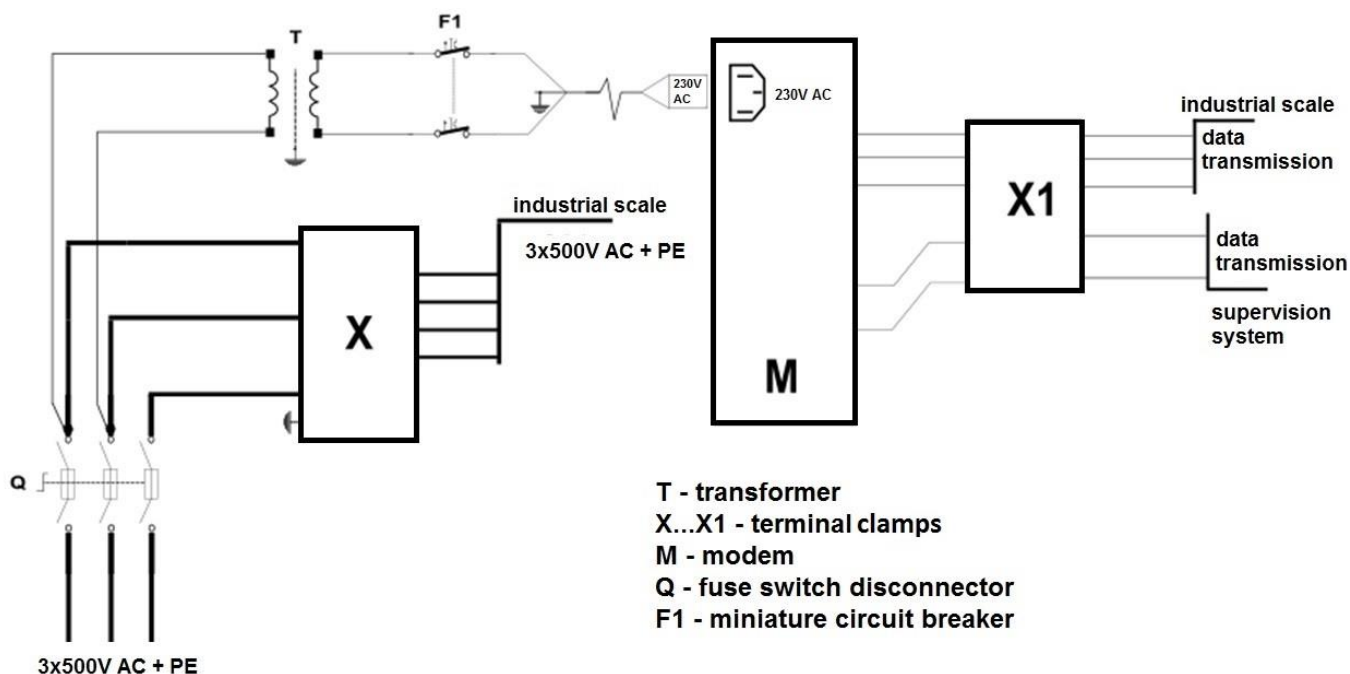 T
F1
230V
AC
230V AC
industrial scale
data
transmission
X1
industrial scale
3x500V AC + PE
data
transmission
supervision
system
X
M
Q
T - transformer
X...X1 - terminal clamps
M - modem
Q - fuse switch disconnector
F1 - miniature circuit breaker
3x500V AC + PE